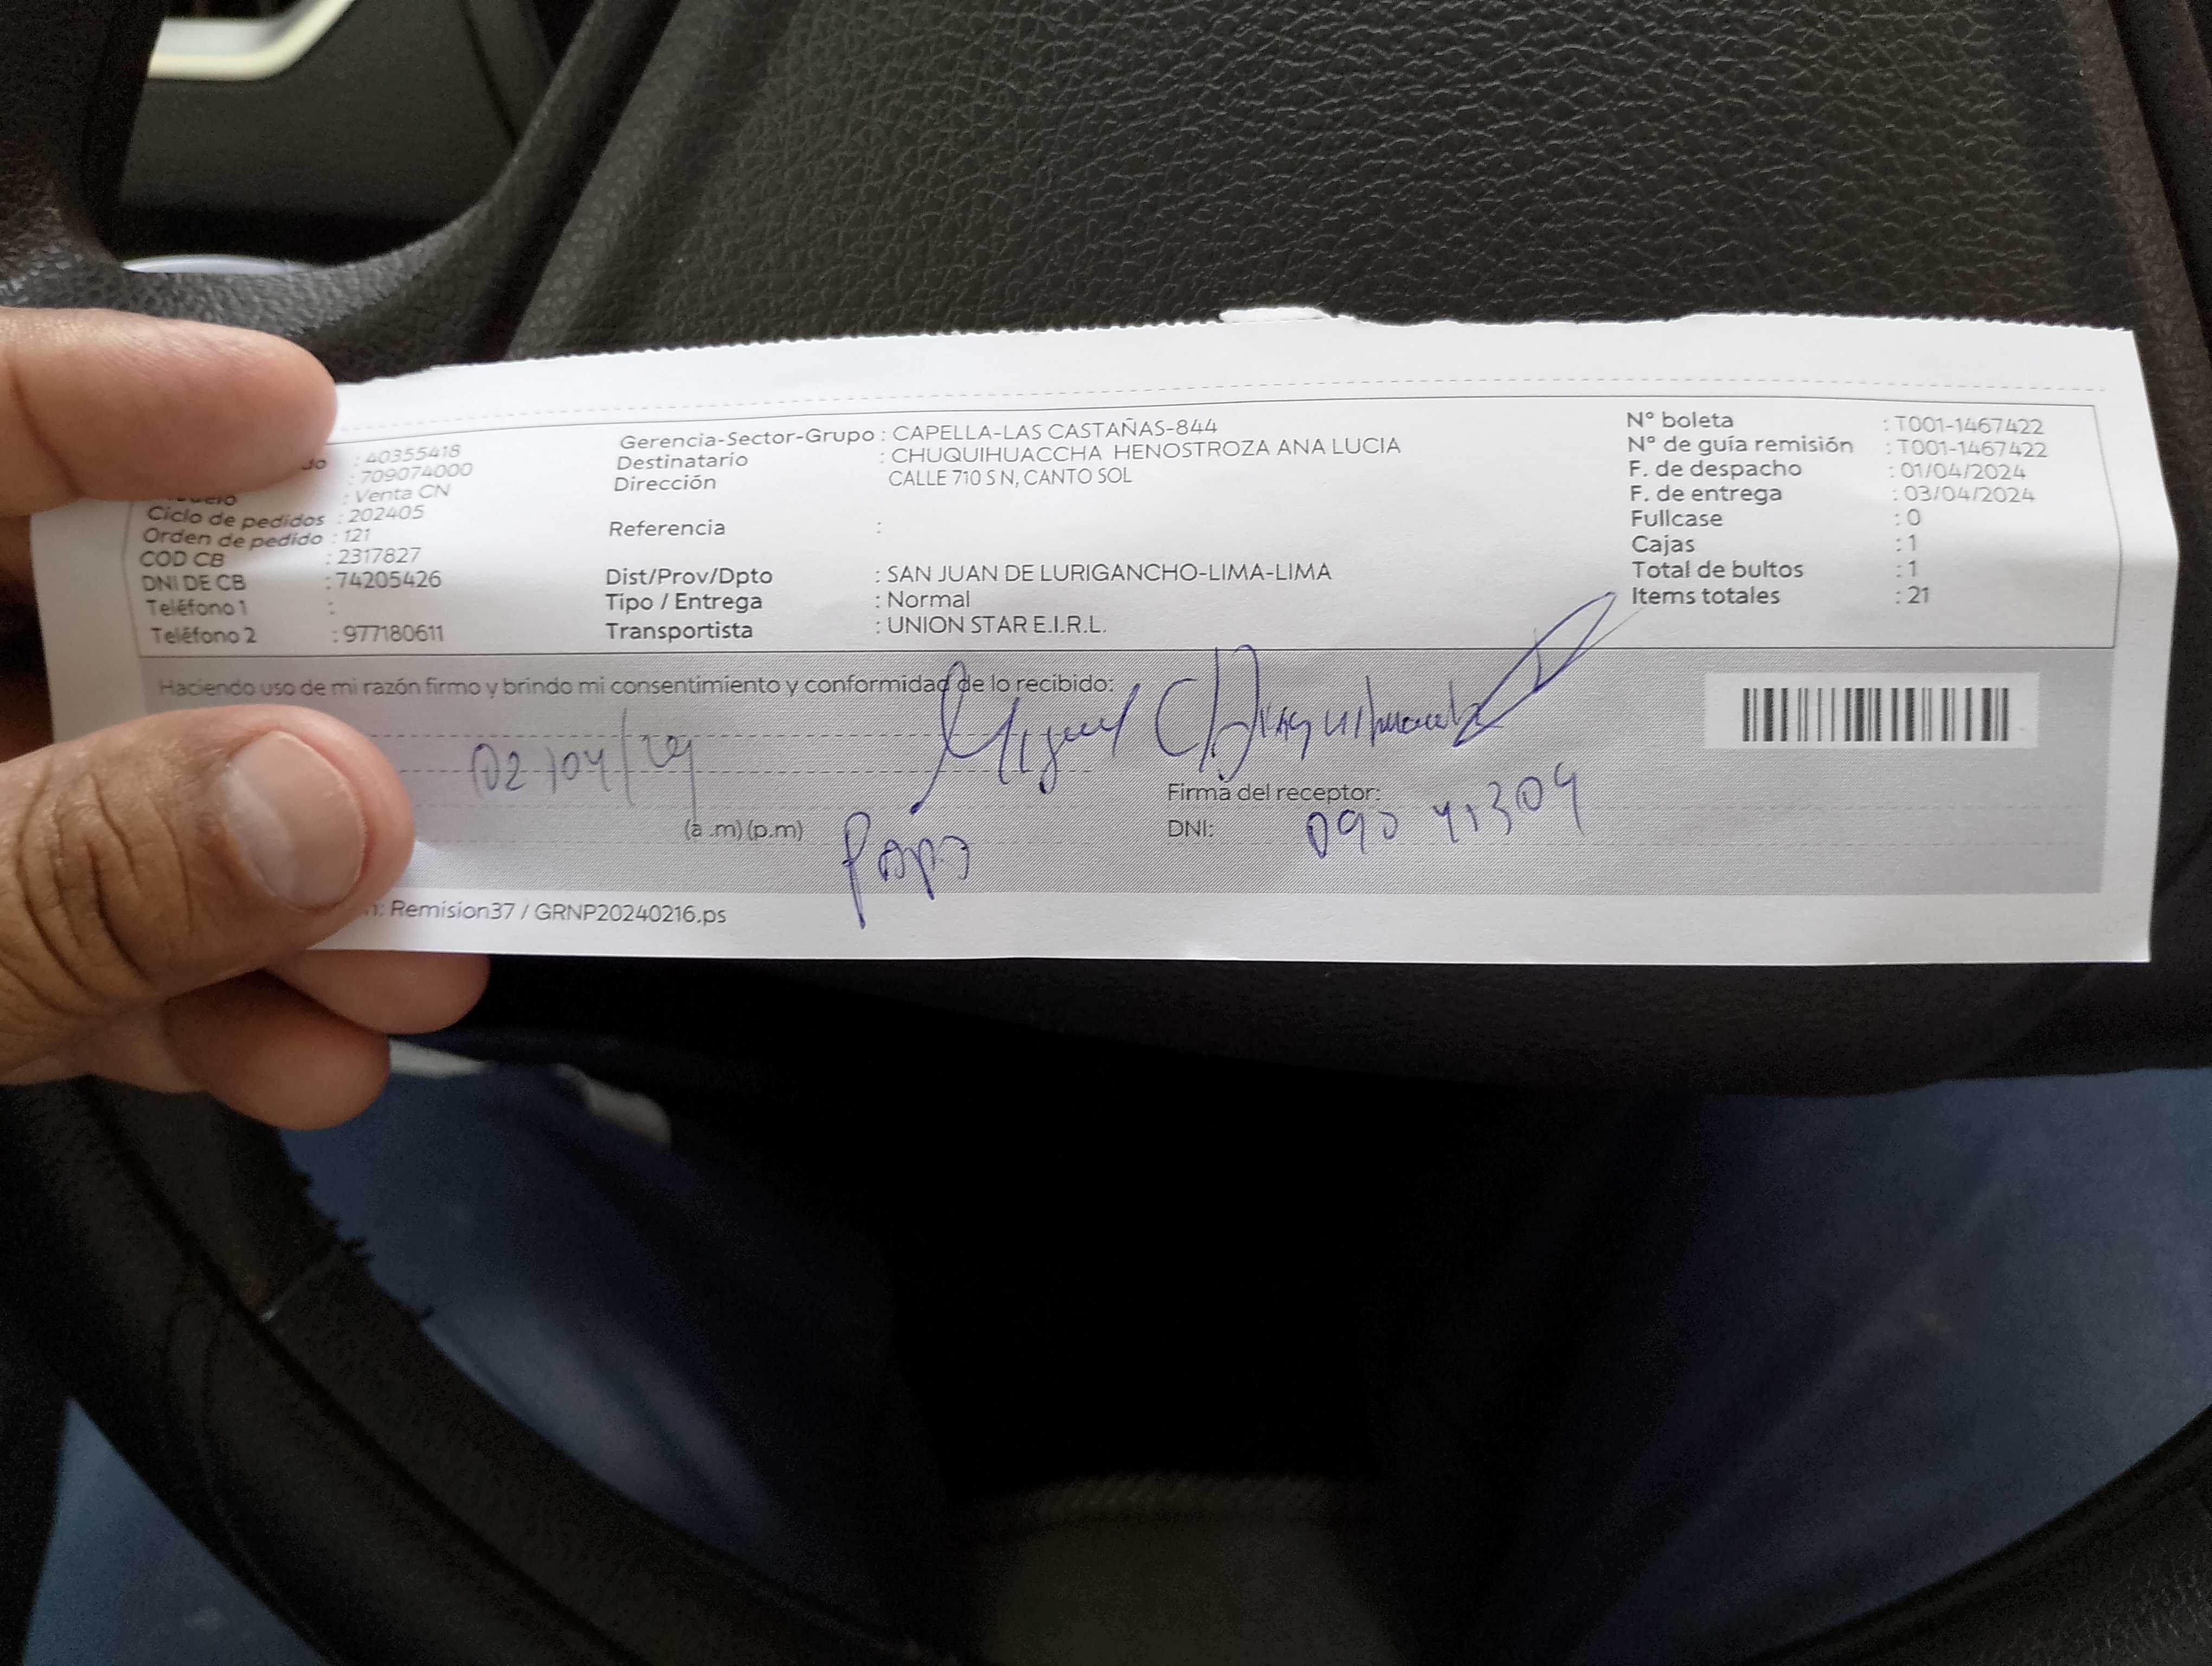 do : 40355418
: 709074000
: Venta CN
Ciclo de pedidos : 202405
Orden de pedido : 121
COD CB : 2317827
DNI DE CB : 74205426
Teléfono 1 :
Teléfono 2 : 977180611
Gerencia-Sector-Grupo : CAPELLA-LAS CASTAÑAS-844
Destinatario : CHUQUIHUACCHA HENOSTROZA ANA LUCIA
Dirección CALLE 710 S N, CANTO SOL
Referencia :
Dist/Prov/Dpto : SAN JUAN DE LURIGANCHO-LIMA-LIMA
Tipo / Entrega : Normal
Transportista : UNION STAR E.I.R.L.
N° boleta : T001-1467422
N° de guía remisión : T001-1467422
F. de despacho : 01/04/2024
F. de entrega : 03/04/2024
Fullcase : 0
Cajas : 1
Total de bultos : 1
Items totales : 21
Haciendo uso de mi razón firmo y brindo mi consentimiento y conformidad de lo recibido:
02/04/24
Miguel
Firma del receptor:
(a .m) (p.m)
Papa
DNI: 09041304
n: Remision37 / GRNP20240216.ps